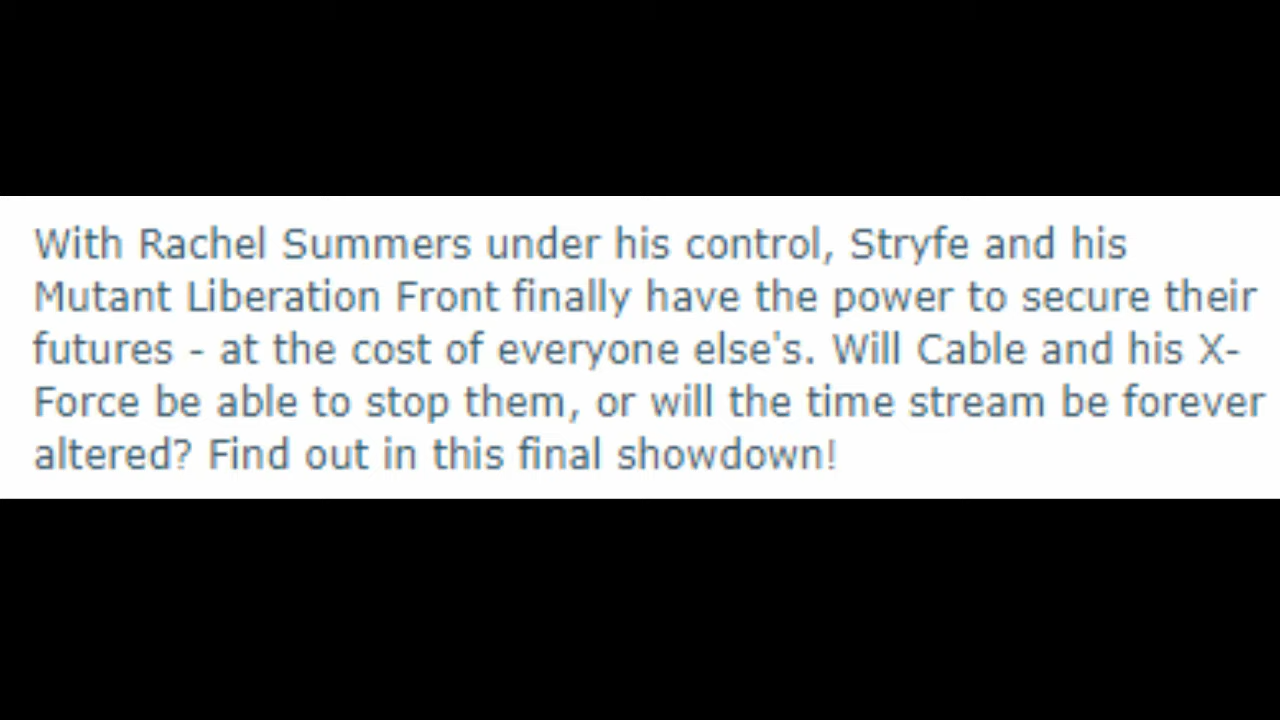 With Rachel Summers under his control, Stryfe and his
Mutant Liberation Front finally have the power to secure their
futures - at the cost of everyone else's. Will Cable and his X-
Force be able to stop them, or will the time stream be forever
altered? Find out in this final showdown!